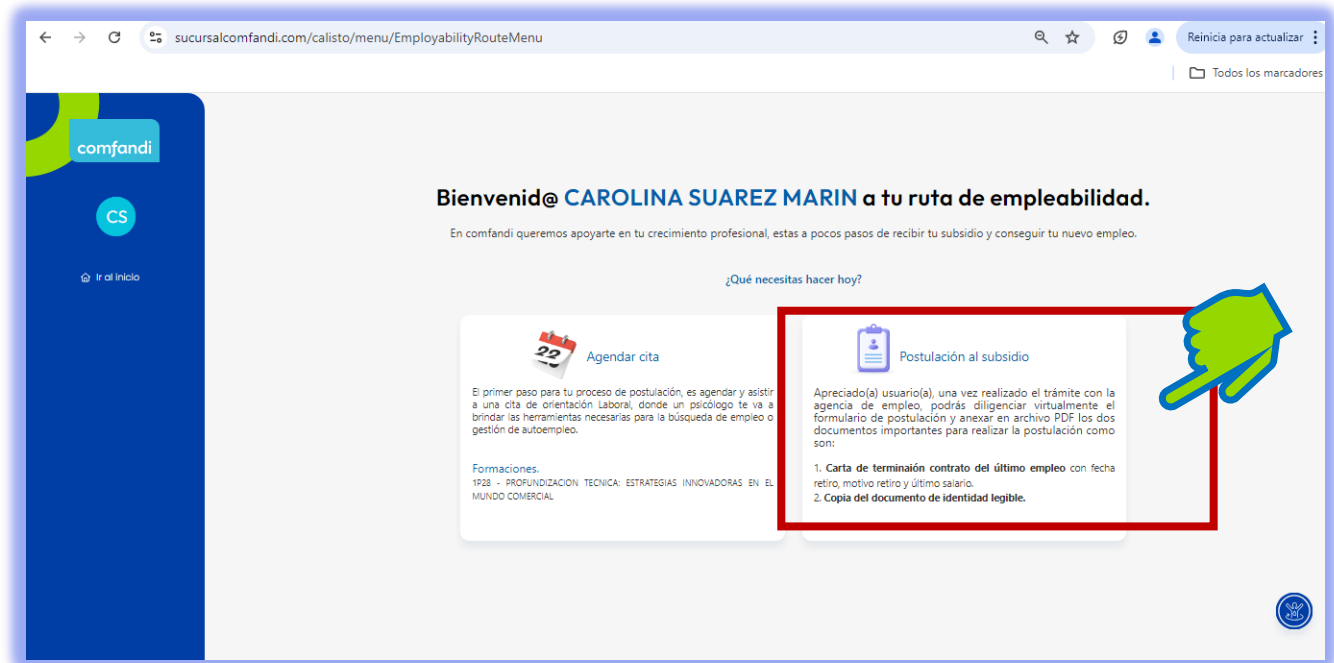 sucursalcomfandi.com/calisto/menu/EmployabilityRouteMenu
Reinicia para actualizar
Todos los marcadores
comfandi
CS
Ir al inicio
Bienvenid@ CAROLINA SUAREZ MARIN a tu ruta de empleabilidad.
En comfandi queremos apoyarte en tu crecimiento profesional, estas a pocos pasos de recibir tu subsidio y conseguir tu nuevo empleo.
¿Qué necesitas hacer hoy?
22
Agendar cita
El primer paso para tu proceso de postulación, es agendar y asistir
a una cita de orientación Laboral, donde un psicólogo te va a
brindar las herramientas necesarias para la búsqueda de empleo o
gestión de autoempleo.
Formaciones.
1P28 - PROFUNDIZACION TECNICA: ESTRATEGIAS INNOVADORAS EN EL
MUNDO COMERCIAL
Postulación al subsidio
Apreciado(a) usuario(a), una vez realizado el trámite con la
agencia de empleo, podrás diligenciar virtualmente el
formulario de postulación y anexar en archivo PDF los dos
documentos importantes para realizar la postulación como
son:
1. Carta de terminaión contrato del último empleo con fecha
retiro, motivo retiro y último salario.
2. Copia del documento de identidad legible.